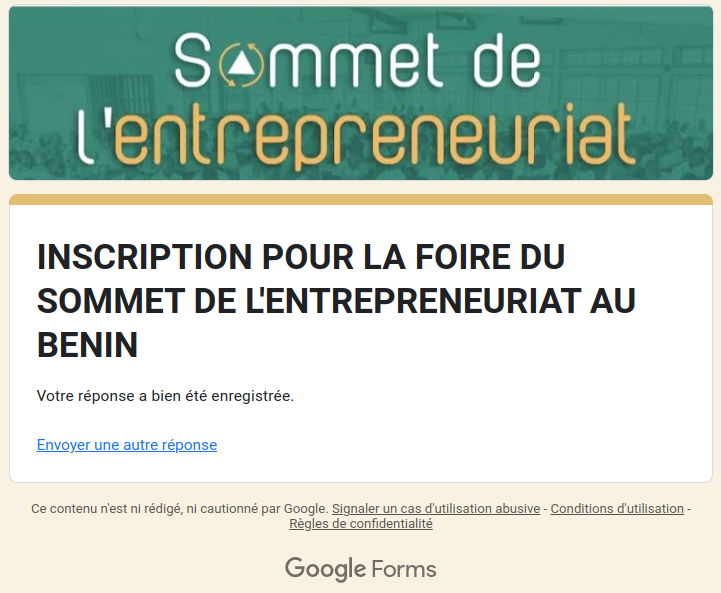 Sommet de
l'entrepreneuriat
INSCRIPTION POUR LA FOIRE DU
SOMMET DE L'ENTREPRENEURIAT AU
BENIN
Votre réponse a bien été enregistrée.
Envoyer une autre réponse
Ce contenu n'est ni rédigé, ni cautionné par Google. Signaler un cas d'utilisation abusive - Conditions d'utilisation -
Règles de confidentialité
Google Forms